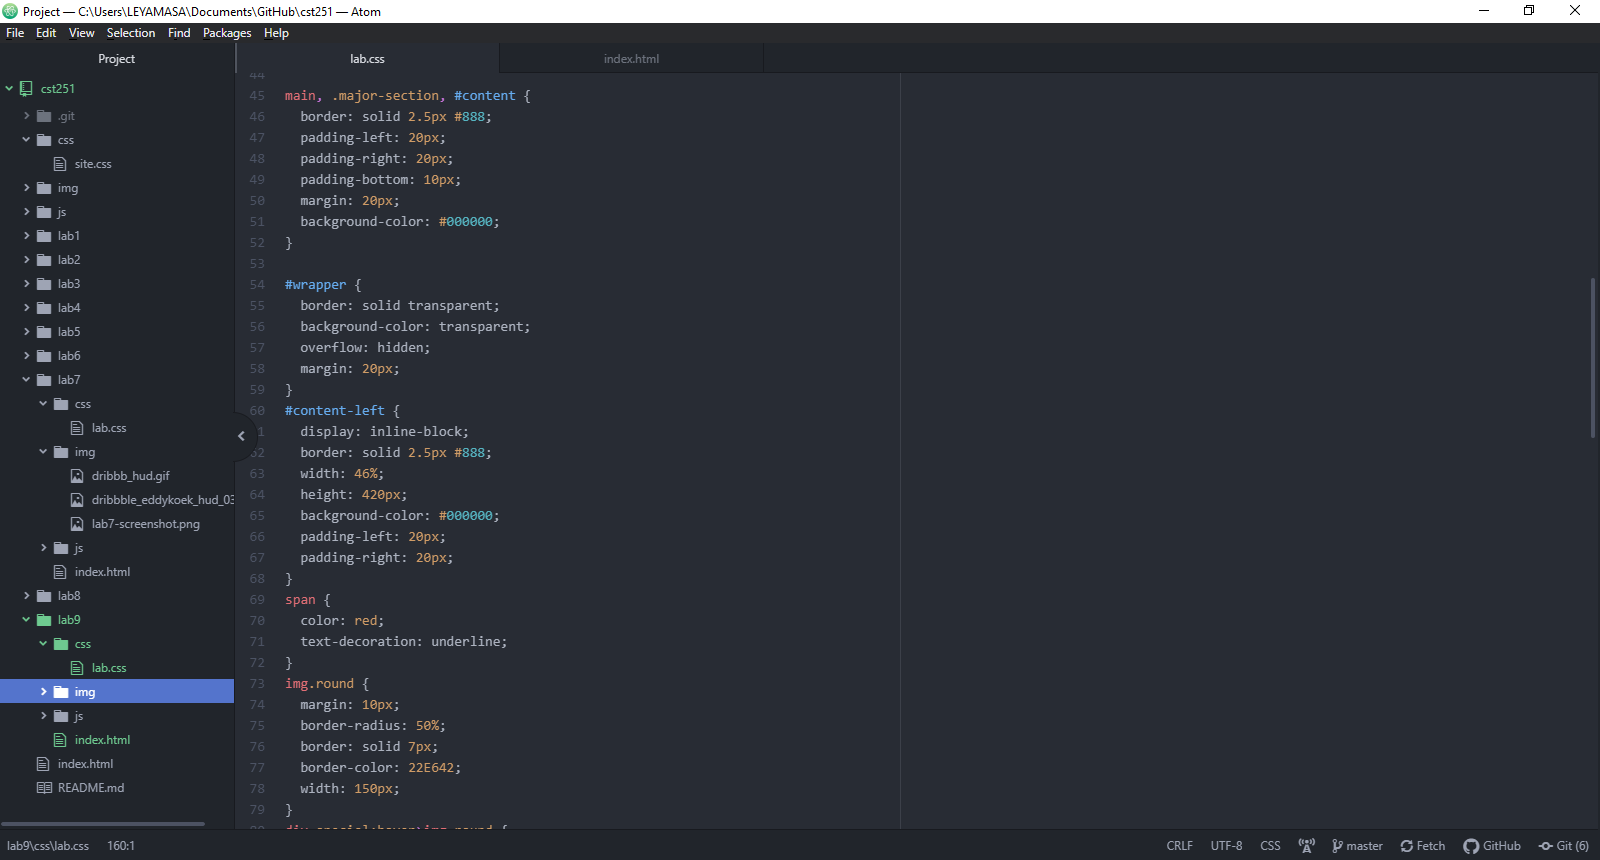 Project — C:\Users\LEYAMASA\Documents\GitHub\cst251 — Atom
File Edit View Selection Find Packages Help
Project
cst251
.git
css
site.css
img
js
lab1
lab2
lab3
lab4
lab5
lab6
lab7
css
lab.css
img
dribbb_hud.gif
dribbble_eddykoek_hud_03
lab7-screenshot.png
js
index.html
lab8
lab9
css
lab.css
img
js
index.html
index.html
README.md
lab.css
index.html
44
45 main, .major-section, #content {
46 border: solid 2.5px #888;
47 padding-left: 20px;
48 padding-right: 20px;
49 padding-bottom: 10px;
50 margin: 20px;
51 background-color: #000000;
52 }
53
54 #wrapper {
55 border: solid transparent;
56 background-color: transparent;
57 overflow: hidden;
58 margin: 20px;
59 }
60 #content-left {
1 display: inline-block;
62 border: solid 2.5px #888;
63 width: 46%;
64 height: 420px;
65 background-color: #000000;
66 padding-left: 20px;
67 padding-right: 20px;
68 }
69 span {
70 color: red;
71 text-decoration: underline;
72 }
73 img.round {
74 margin: 10px;
75 border-radius: 50%;
76 border: solid 7px;
77 border-color: 22E642;
78 width: 150px;
79 }
lab9\css\lab.css 160:1
CRLF UTF-8 CSS master Fetch GitHub Git (6)